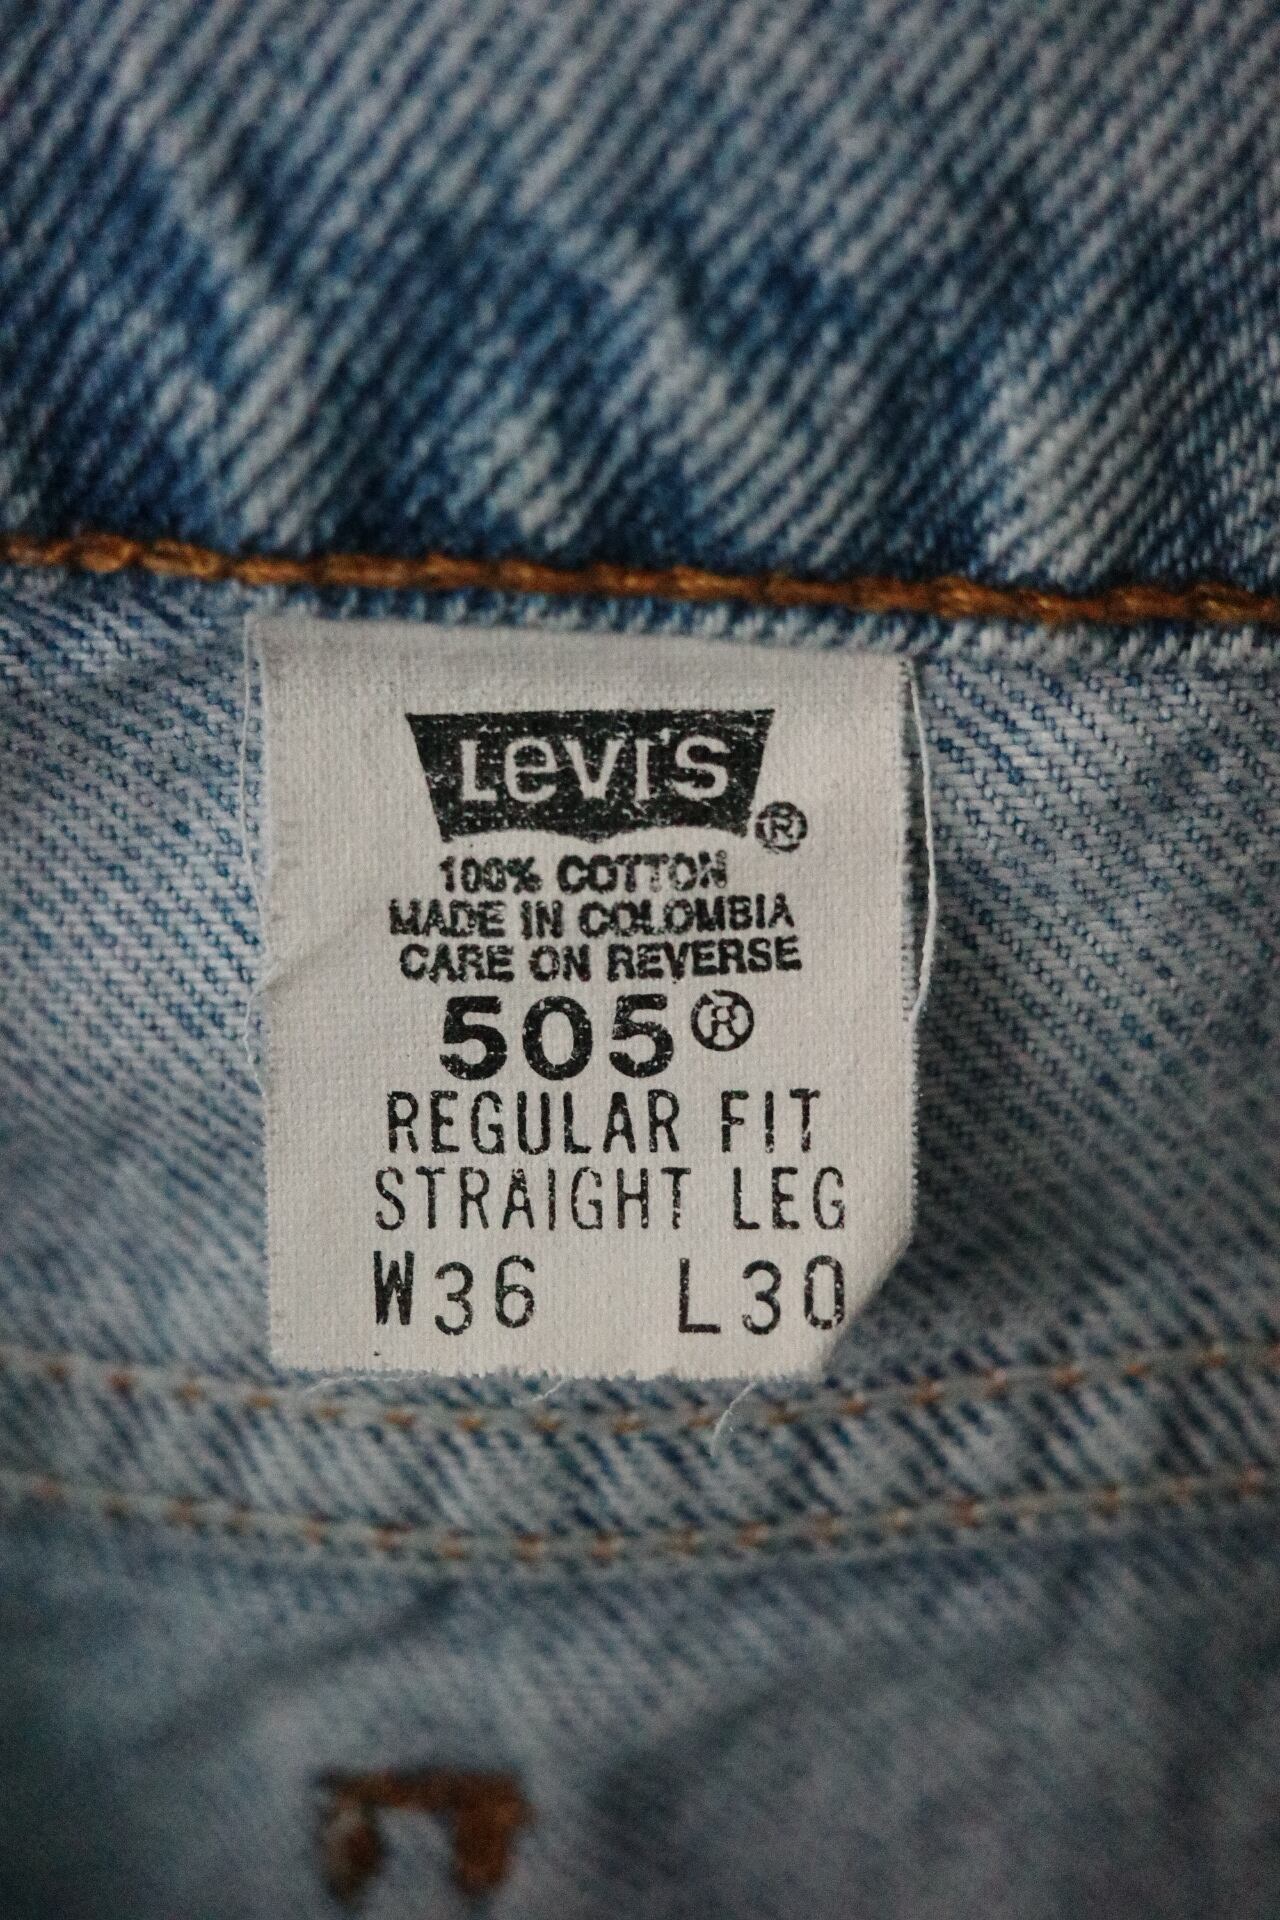 LEVI'S®
100% COTTON
MADE IN COLOMBIA
CARE ON REVERSE
505®
REGULAR FIT
STRAIGHT LEG
W36 L30